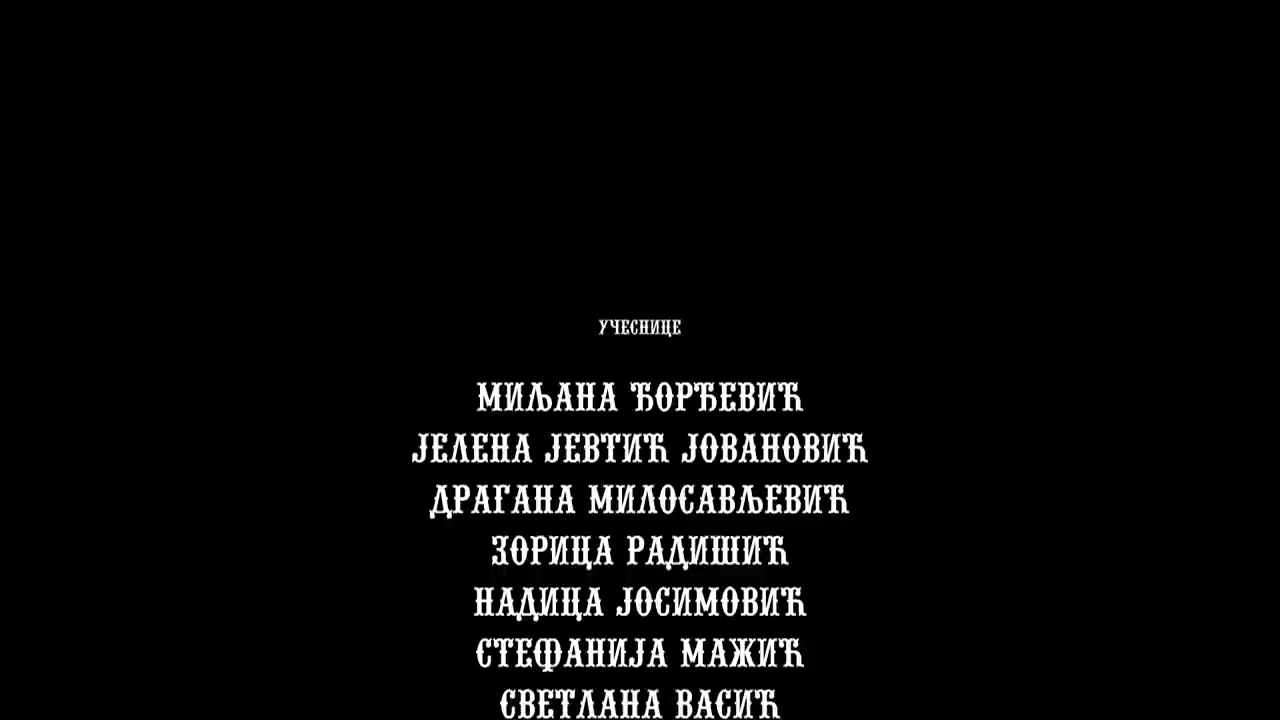 УЧЕСНИЦЕ
МИЉАНА ЂОРЂЕВИЋ
ЈЕЛЕНА ЈЕВТИЋ ЈОВАНОВИЋ
ДРАГАНА МИЛОСАВЉЕВИЋ
ЗОРИЦА РАДИШИЋ
НАДИЦА ЈОСИМОВИЋ
СТЕФАНИЈА МАЖИЋ
СВЕТЛАНА ВАСИЋ